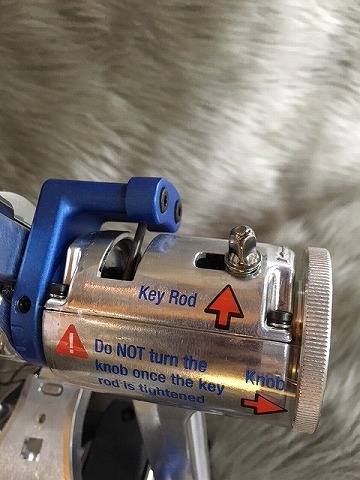 Key Rod
Do NOT turn the
knob once the key
rod is tightened
Knob